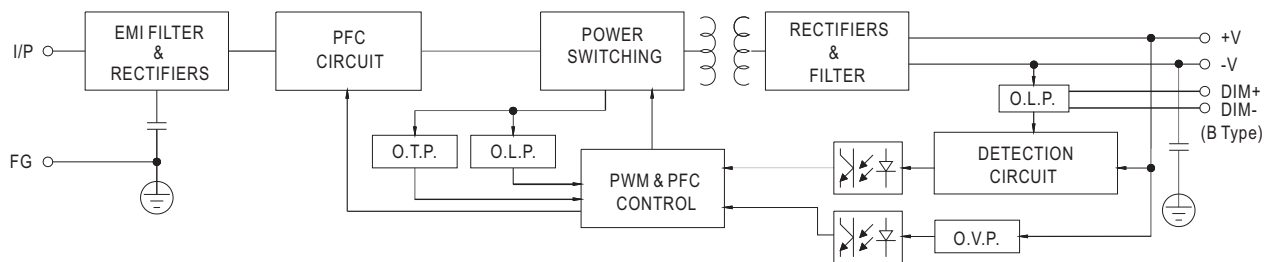 I/P
EMI FILTER
&
RECTIFIERS
PFC
CIRCUIT
POWER
SWITCHING
RECTIFIERS
&
FILTER
+V
-V
O.L.P.
DIM+
DIM-
(B Type)
FG
O.T.P.
O.L.P.
PWM & PFC
CONTROL
DETECTION
CIRCUIT
O.V.P.